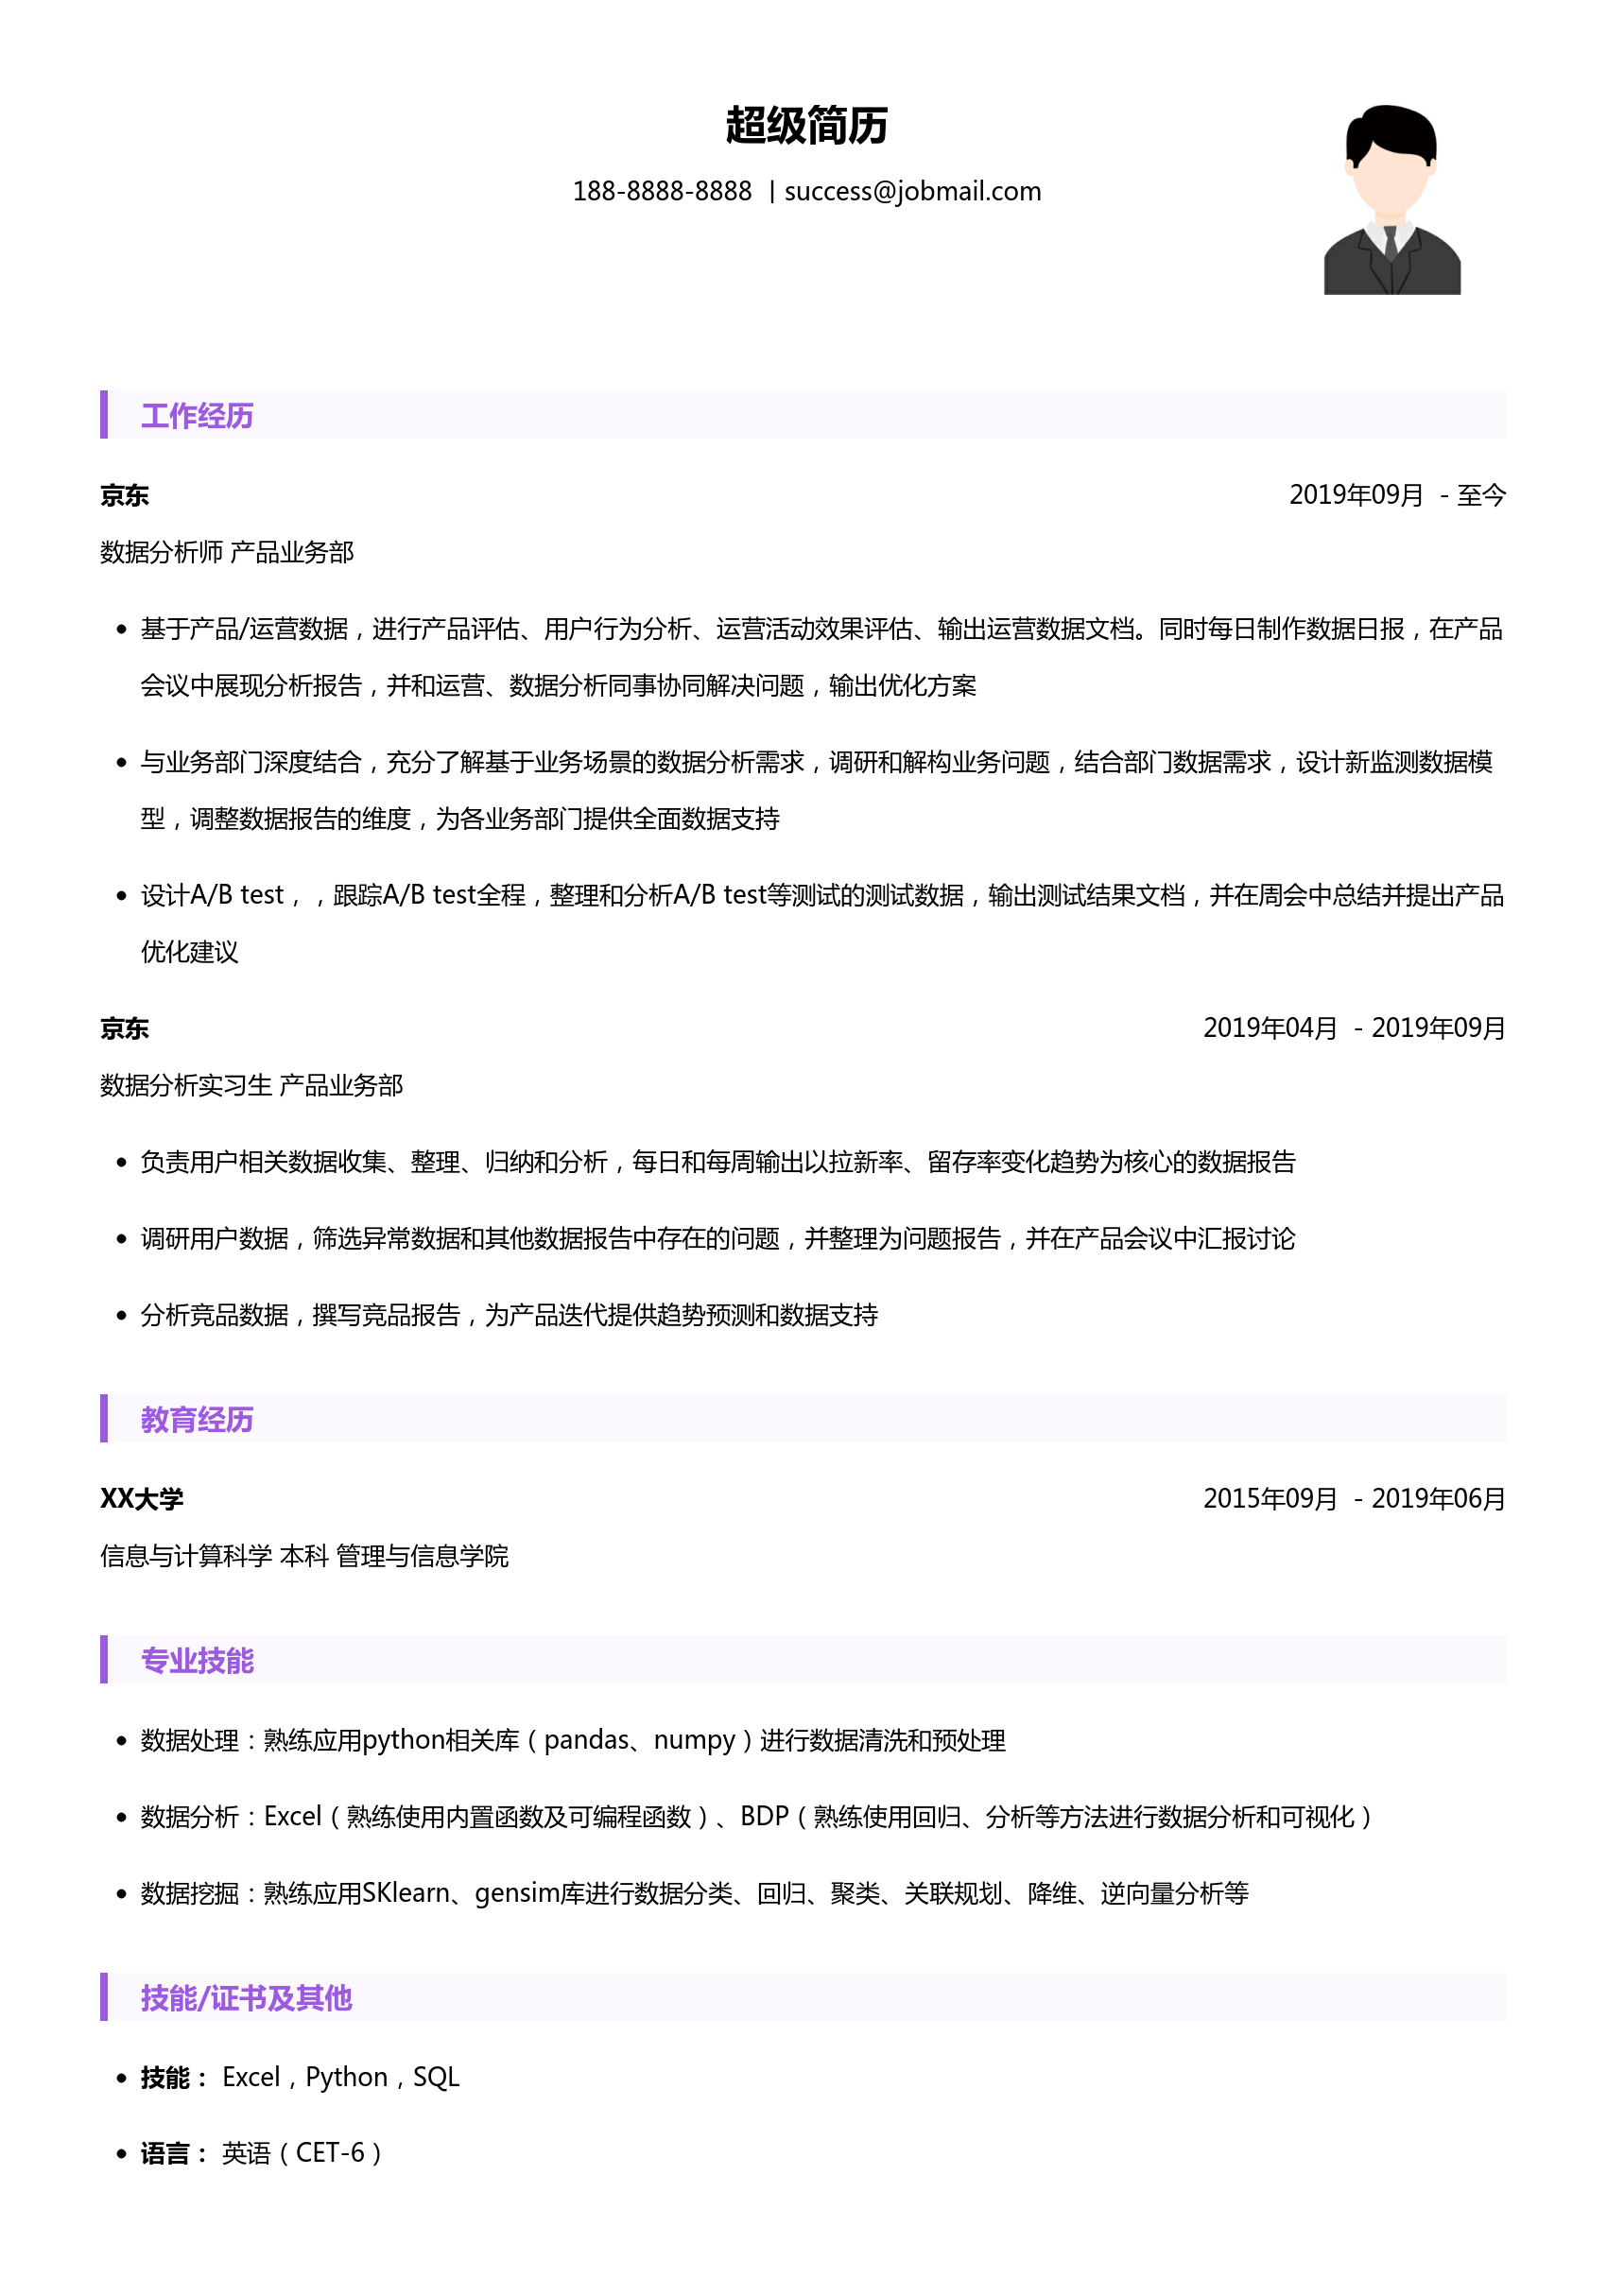 超级简历
188-8888-8888 | success@jobmail.com
工作经历
京东 2019年09月 - 至今
数据分析师 产品业务部
• 基于产品/运营数据，进行产品评估、用户行为分析、运营活动效果评估、输出运营数据文档。同时每日制作数据日报，在产品
会议中展现分析报告，并和运营、数据分析同事协同解决问题，输出优化方案
• 与业务部门深度结合，充分了解基于业务场景的数据分析需求，调研和解构业务问题，结合部门数据需求，设计新监测数据模
型，调整数据报告的维度，为各业务部门提供全面数据支持
• 设计A/B test，，跟踪A/B test全程，整理和分析A/B test等测试的测试数据，输出测试结果文档，并在周会中总结并提出产品
优化建议
京东 2019年04月 - 2019年09月
数据分析实习生 产品业务部
• 负责用户相关数据收集、整理、归纳和分析，每日和每周输出以拉新率、留存率变化趋势为核心的数据报告
• 调研用户数据，筛选异常数据和其他数据报告中存在的问题，并整理为问题报告，并在产品会议中汇报讨论
• 分析竞品数据，撰写竞品报告，为产品迭代提供趋势预测和数据支持
教育经历
XX大学 2015年09月 - 2019年06月
信息与计算科学 本科 管理与信息学院
专业技能
• 数据处理：熟练应用python相关库（pandas、numpy）进行数据清洗和预处理
• 数据分析：Excel（熟练使用内置函数及可编程函数）、BDP（熟练使用回归、分析等方法进行数据分析和可视化）
• 数据挖掘：熟练应用SKlearn、gensim库进行数据分类、回归、聚类、关联规划、降维、逆向量分析等
技能/证书及其他
• 技能： Excel，Python，SQL
• 语言： 英语（CET-6）